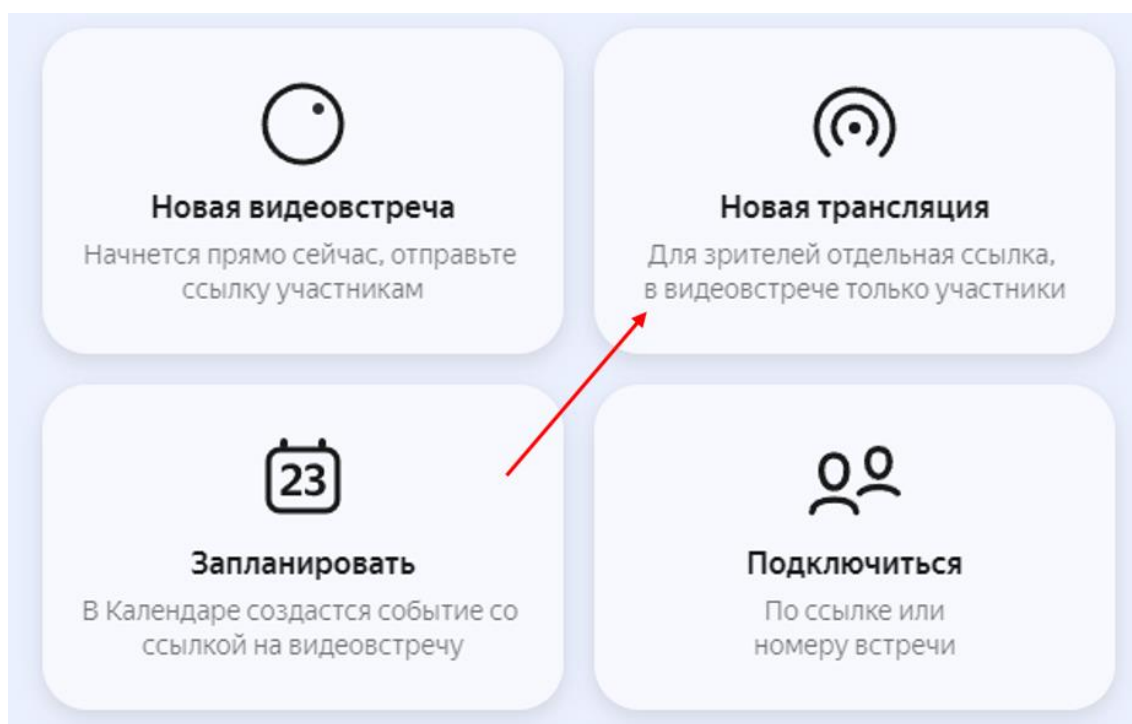 Новая видеовстреча
Начнется прямо сейчас, отправьте
ссылку участникам
Новая трансляция
Для зрителей отдельная ссылка,
в видеовстрече только участники
23
Запланировать
В Календаре создастся событие со
ссылкой на видеовстречу
Подключиться
По ссылке или
номеру встречи